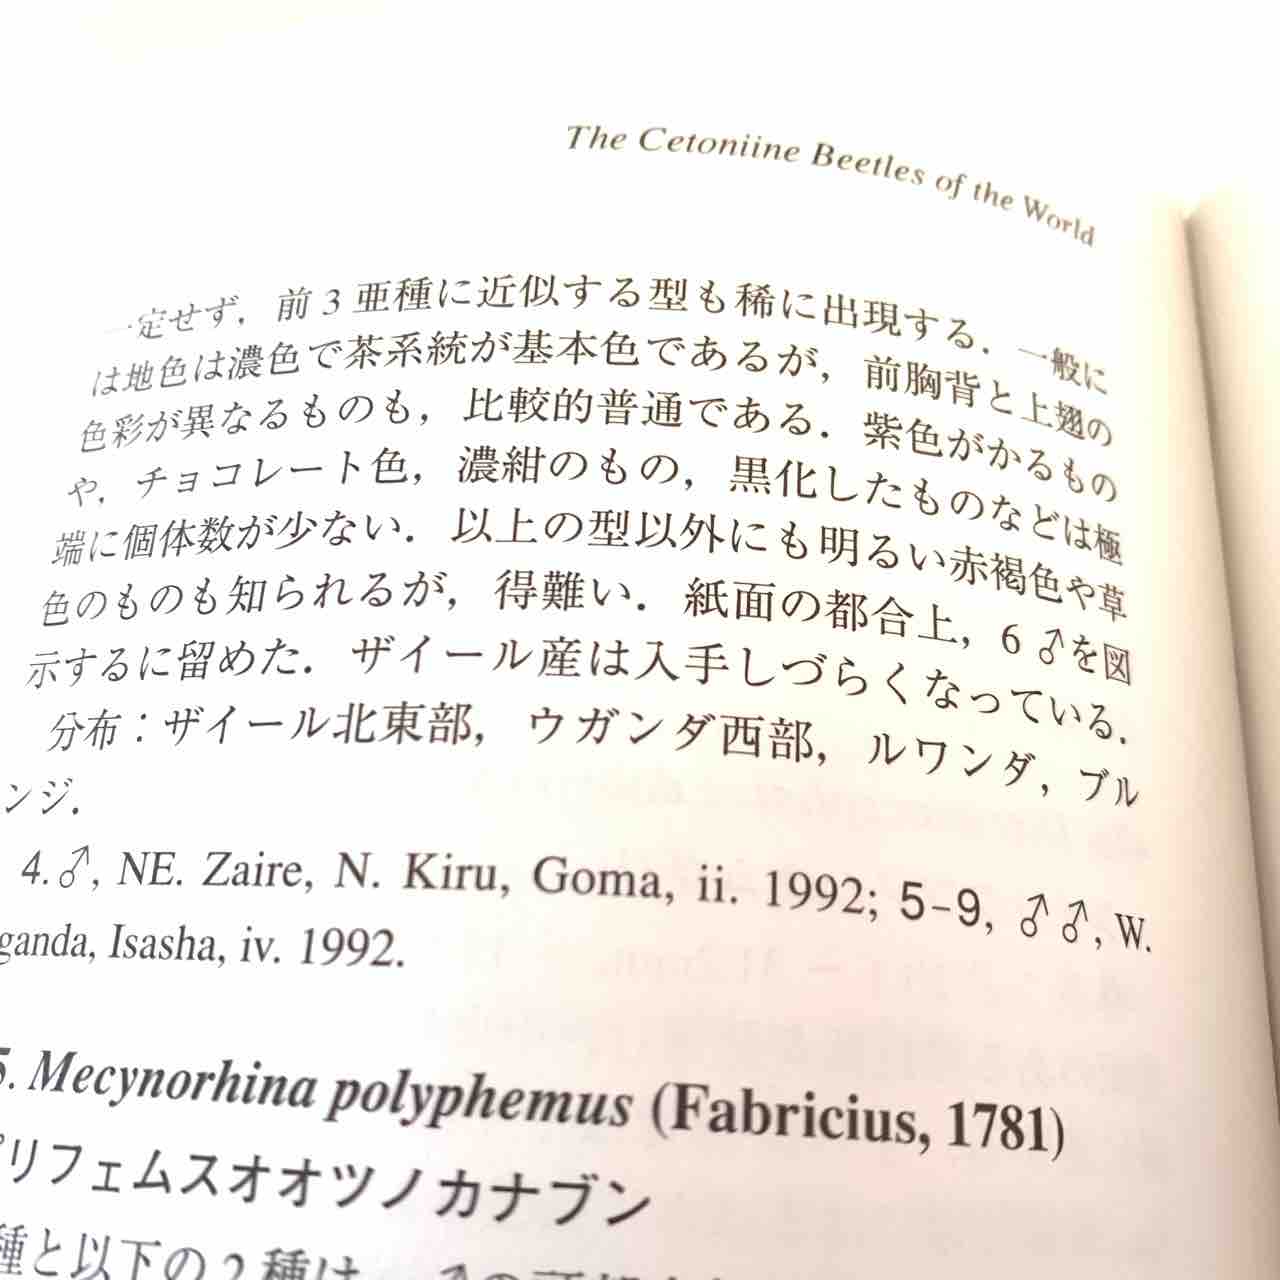 The Cetoniine Beetles of the World
一定せず，前3亜種に近似する型も稀に出現する．一般に
は地色は濃色で茶系統が基本色であるが，前胸背と上翅の
色彩が異なるものも，比較的普通である．紫色がかるもの
や，チョコレート色，濃紺のもの，黒化したものなどは極
端に個体数が少ない．以上の型以外にも明るい赤褐色や草
色のものも知られるが，得難い．紙面の都合上，6♂を図
示するに留めた．ザイール産は入手しづらくなっている．
分布：ザイール北東部，ウガンダ西部，ルワンダ，ブル
ンジ．
4.♂, NE. Zaire, N. Kiru, Goma, ii. 1992; 5–9, ♂♂, W.
ganda, Isasha, iv. 1992.
5. Mecynorhina polyphemus (Fabricius, 1781)
リフェムスオオツノカナブン
種と以下の2種は，♂の